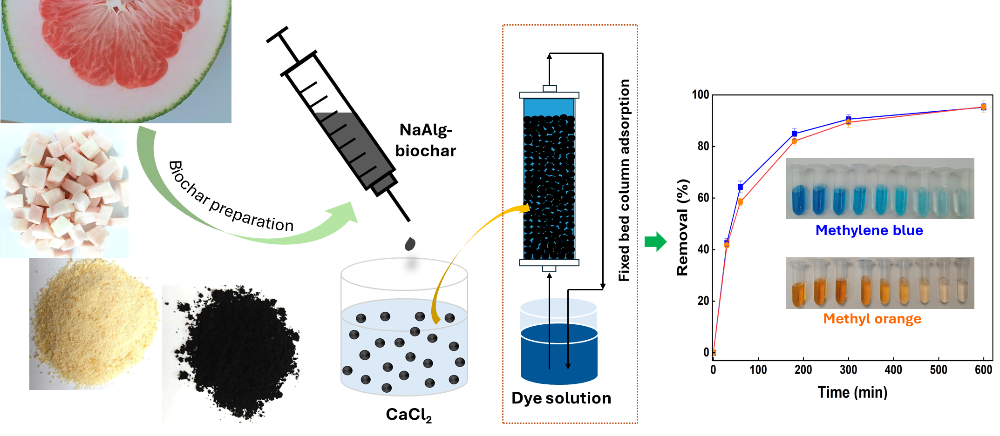 Biochar preparation
NaAlg-
biochar
CaCl₂
Fixed bed column adsorption
Dye solution
Removal (%)
100
80
60
40
20
0
Methylene blue
Methyl orange
0 100 200 300 400 500 600
Time (min)